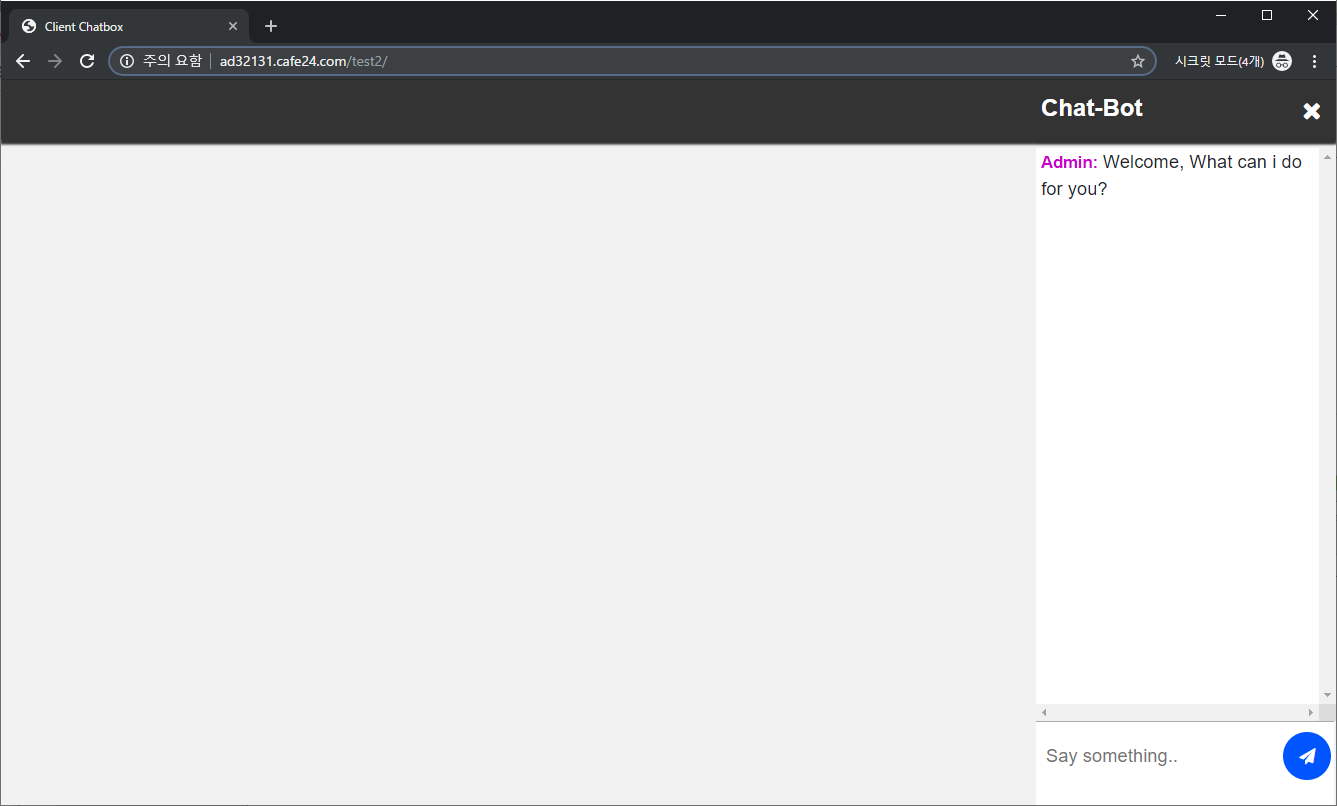 Client Chatbox
주의 요함 ad32131.cafe24.com/test2/ 시크릿 모드(4개)
Chat-Bot
Admin: Welcome, What can i do
for you?
Say something..